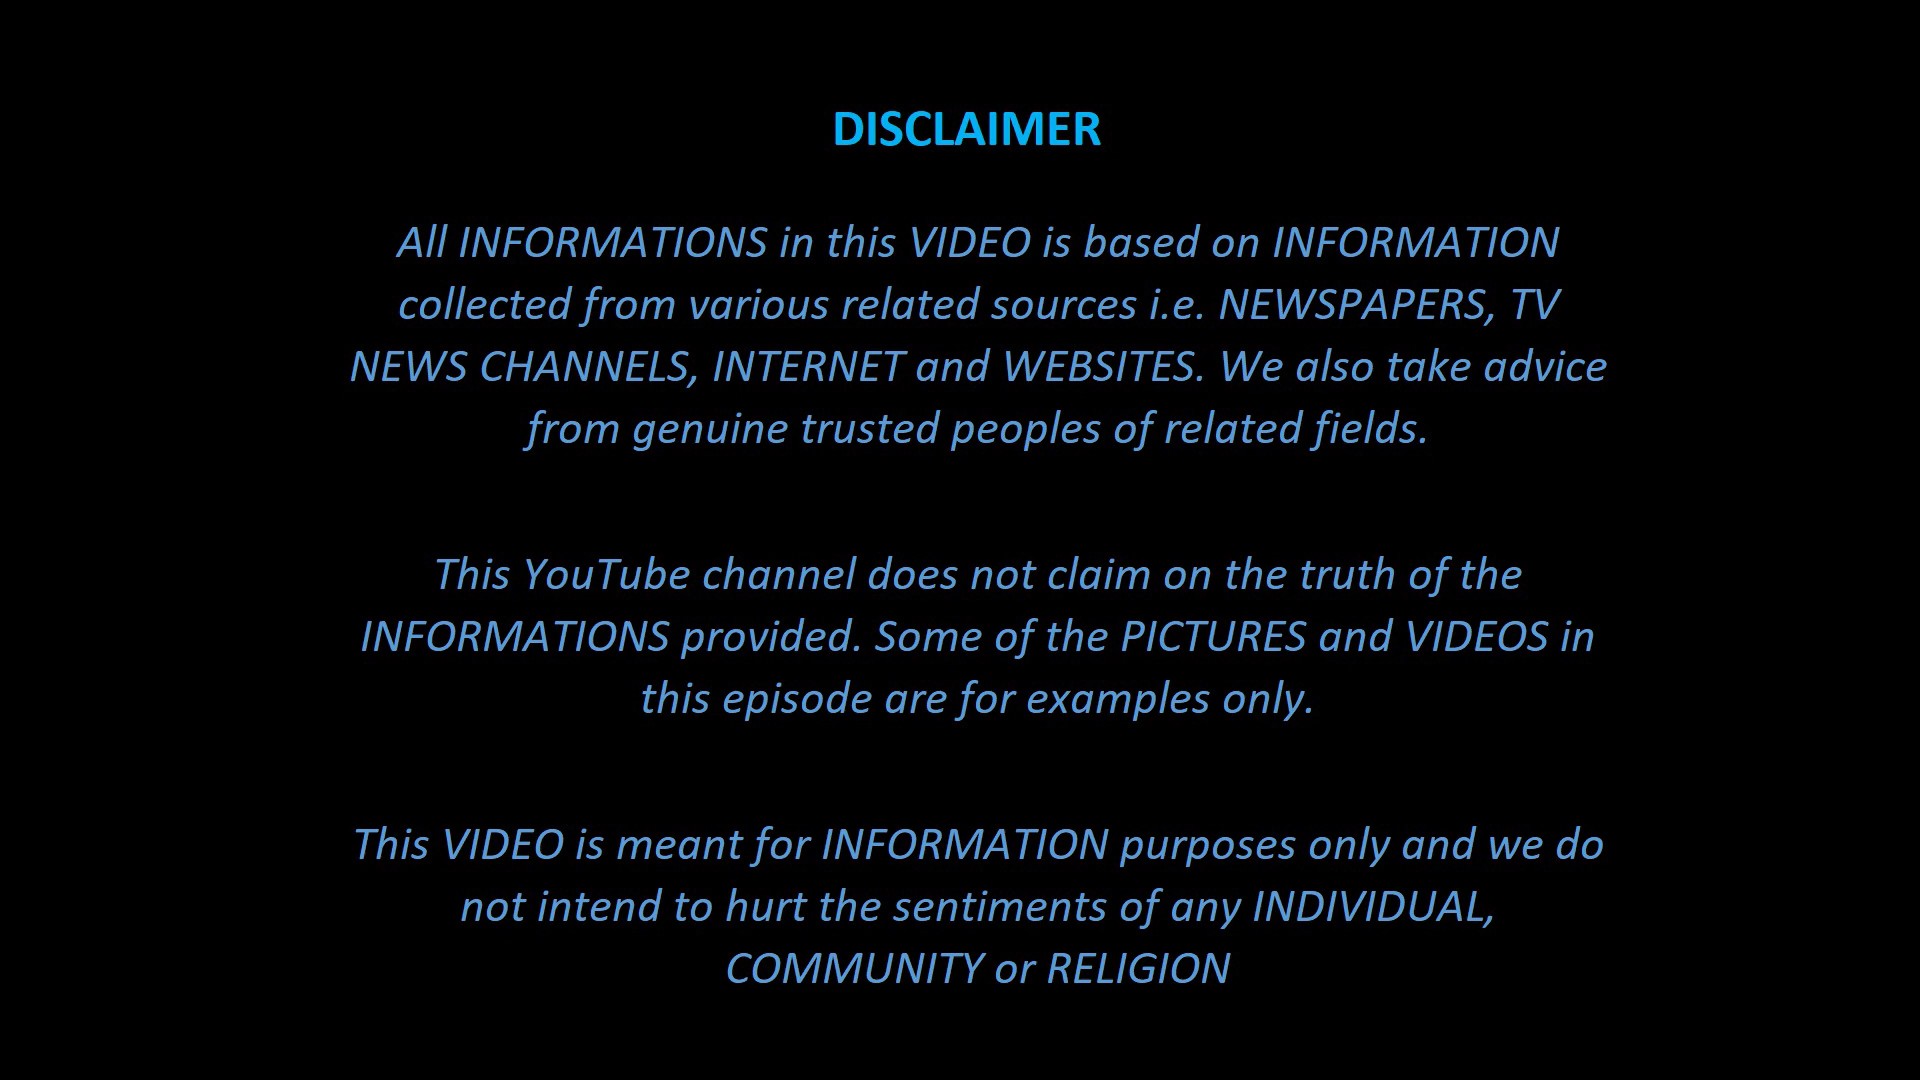 DISCLAIMER
All INFORMATIONS in this VIDEO is based on INFORMATION
collected from various related sources i.e. NEWSPAPERS, TV
NEWS CHANNELS, INTERNET and WEBSITES. We also take advice
from genuine trusted peoples of related fields.
This YouTube channel does not claim on the truth of the
INFORMATIONS provided. Some of the PICTURES and VIDEOS in
this episode are for examples only.
This VIDEO is meant for INFORMATION purposes only and we do
not intend to hurt the sentiments of any INDIVIDUAL,
COMMUNITY or RELIGION